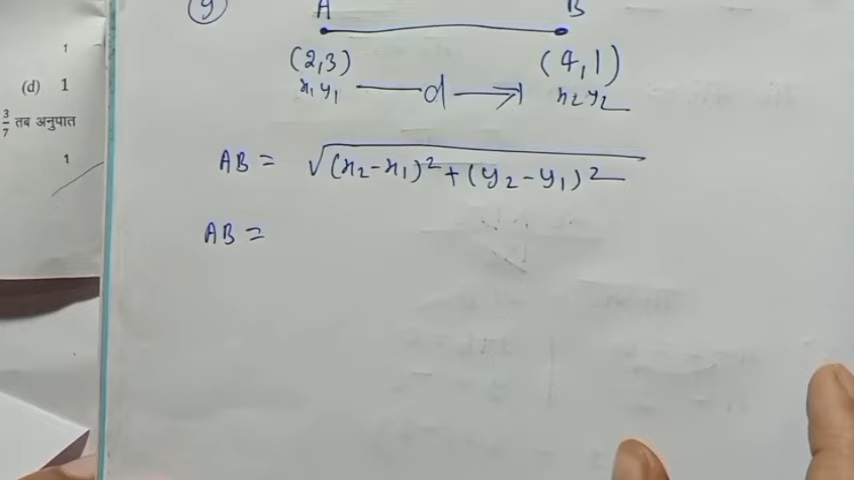 9
A B
(2,3) (4,1)
x₁ y₁ d x₂ y₂
AB = √(x₂-x₁)² + (y₂-y₁)²
AB =
1
(d) 1
3/7 तब अनुपात
1